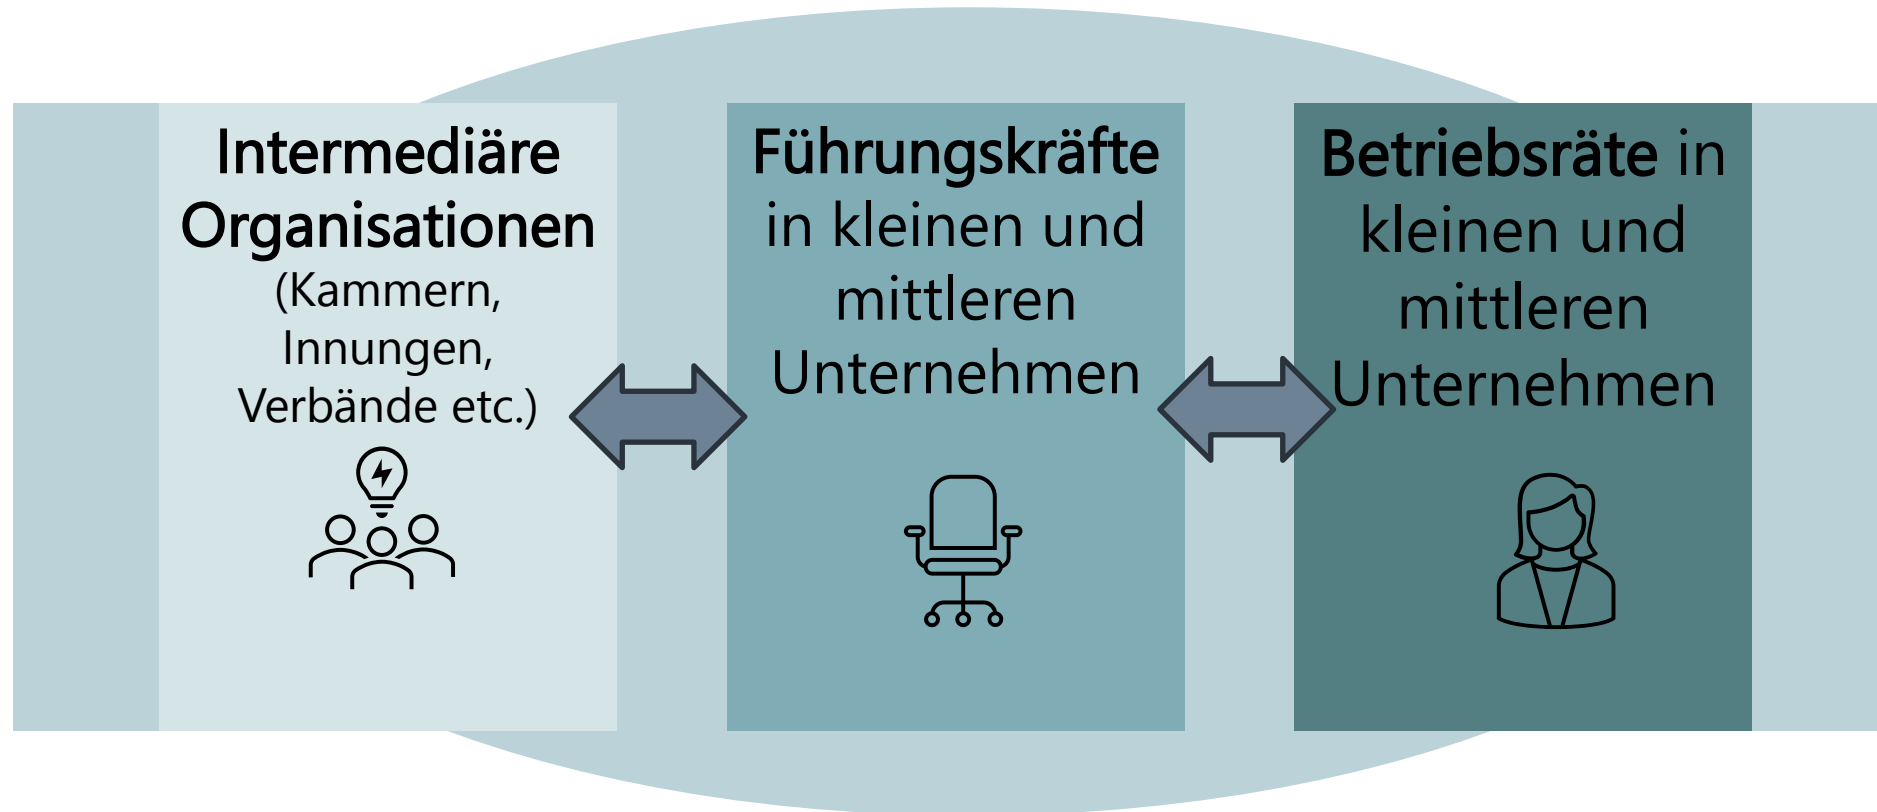 Intermediäre
Organisationen
(Kammern,
Innungen,
Verbände etc.)
Führungskräfte
in kleinen und
mittleren
Unternehmen
Betriebsräte in
kleinen und
mittleren
Unternehmen